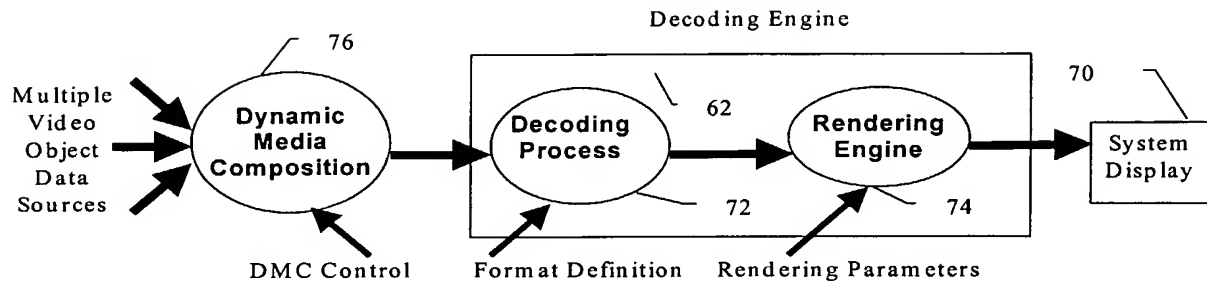 Decoding Engine
76
62
70
Multiple
Video
Object
Data
Sources
Dynamic
Media
Composition
Decoding
Process
Rendering
Engine
System
Display
72
74
DMC Control
Format Definition
Rendering Parameters